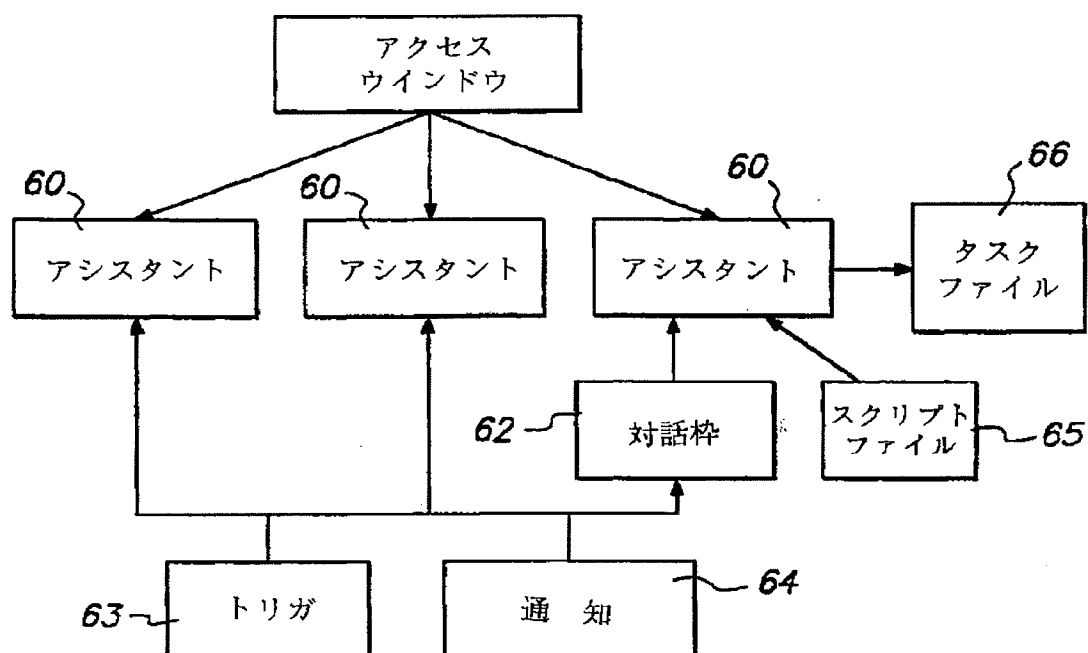 アクセス
ウインドウ
60
60
60
66
アシスタント
アシスタント
アシスタント
タスク
ファイル
62
対話枠
スクリプト
ファイル
65
63
トリガ
通知
64